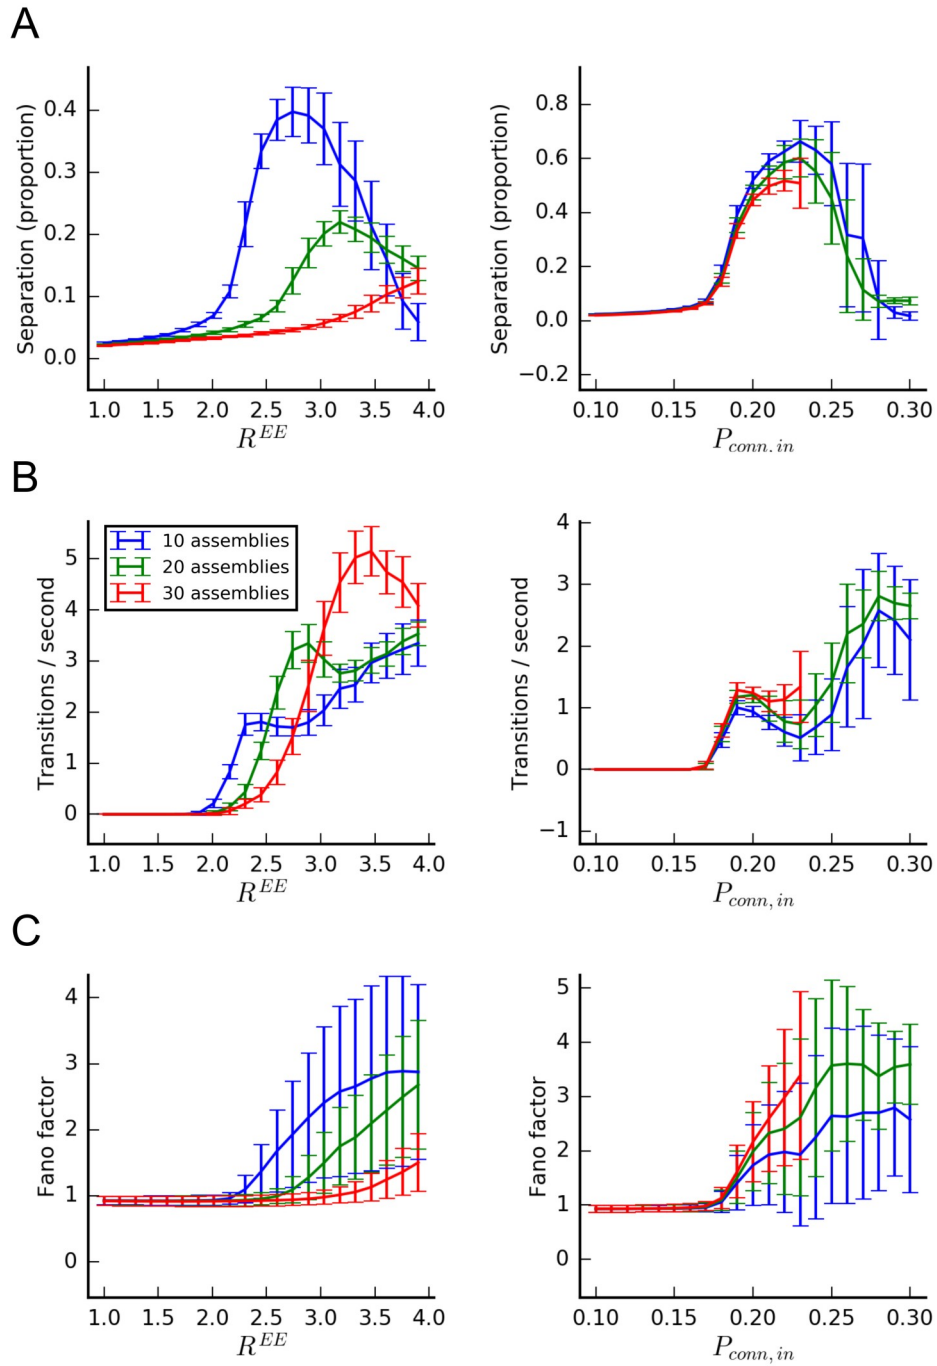 A
Separation (proportion)
0.4
0.3
0.2
0.1
0.0
1.0 1.5 2.0 2.5 3.0 3.5 4.0
R^{EE}
Separation (proportion)
0.8
0.6
0.4
0.2
0.0
−0.2
0.10 0.15 0.20 0.25 0.30
P_{conn.in}
B
Transitions / second
5
4
3
2
1
0
10 assemblies
20 assemblies
30 assemblies
1.0 1.5 2.0 2.5 3.0 3.5 4.0
R^{EE}
Transitions / second
4
3
2
1
0
−1
0.10 0.15 0.20 0.25 0.30
P_{conn,in}
C
Fano factor
4
3
2
1
0
1.0 1.5 2.0 2.5 3.0 3.5 4.0
R^{EE}
Fano factor
5
4
3
2
1
0
0.10 0.15 0.20 0.25 0.30
P_{conn,in}